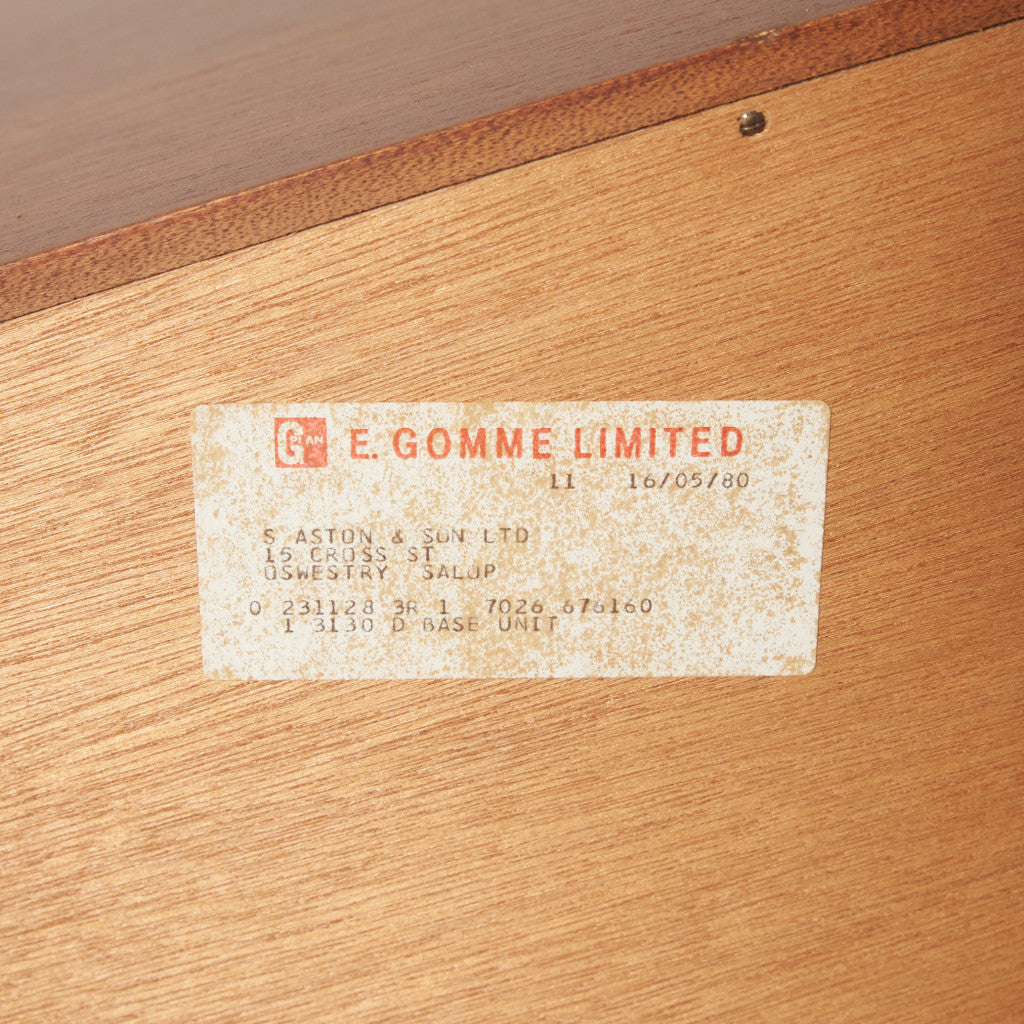 G PLAN E. GOMME LIMITED
11 16/05/80
S ASTON & SON LTD
15 CROSS ST
OSWESTRY SALOP
0 231128 3R 1 7026 676160
1 3130 D BASE UNIT